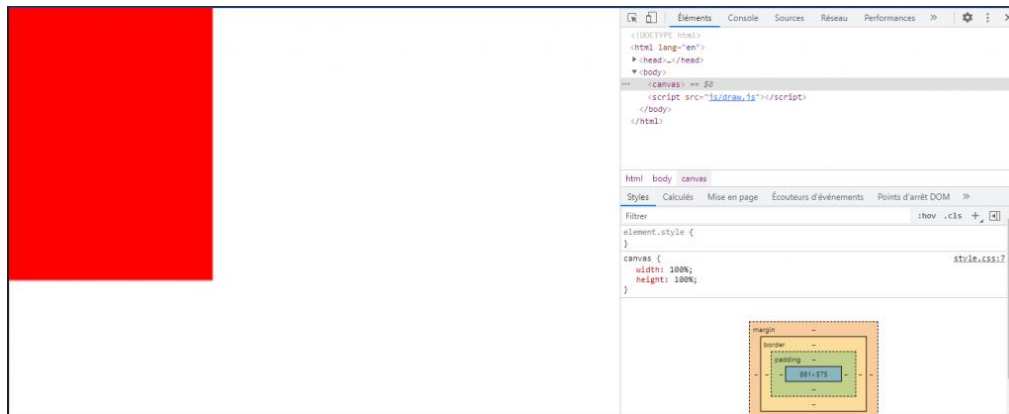 Éléments Console Sources Réseau Performances »
<!DOCTYPE html>
<html lang="en">
<head>…</head>
<body>
<canvas> == $0
<script src="js/draw.js"></script>
</body>
</html>
html body canvas
Styles Calculés Mise en page Écouteurs d'événements Points d'arrêt DOM »
Filtrer :hov .cls +
element.style {
}
canvas { style.css:7
width: 100%;
height: 100%;
}
margin -
border -
padding -
- - - - - -
-
-